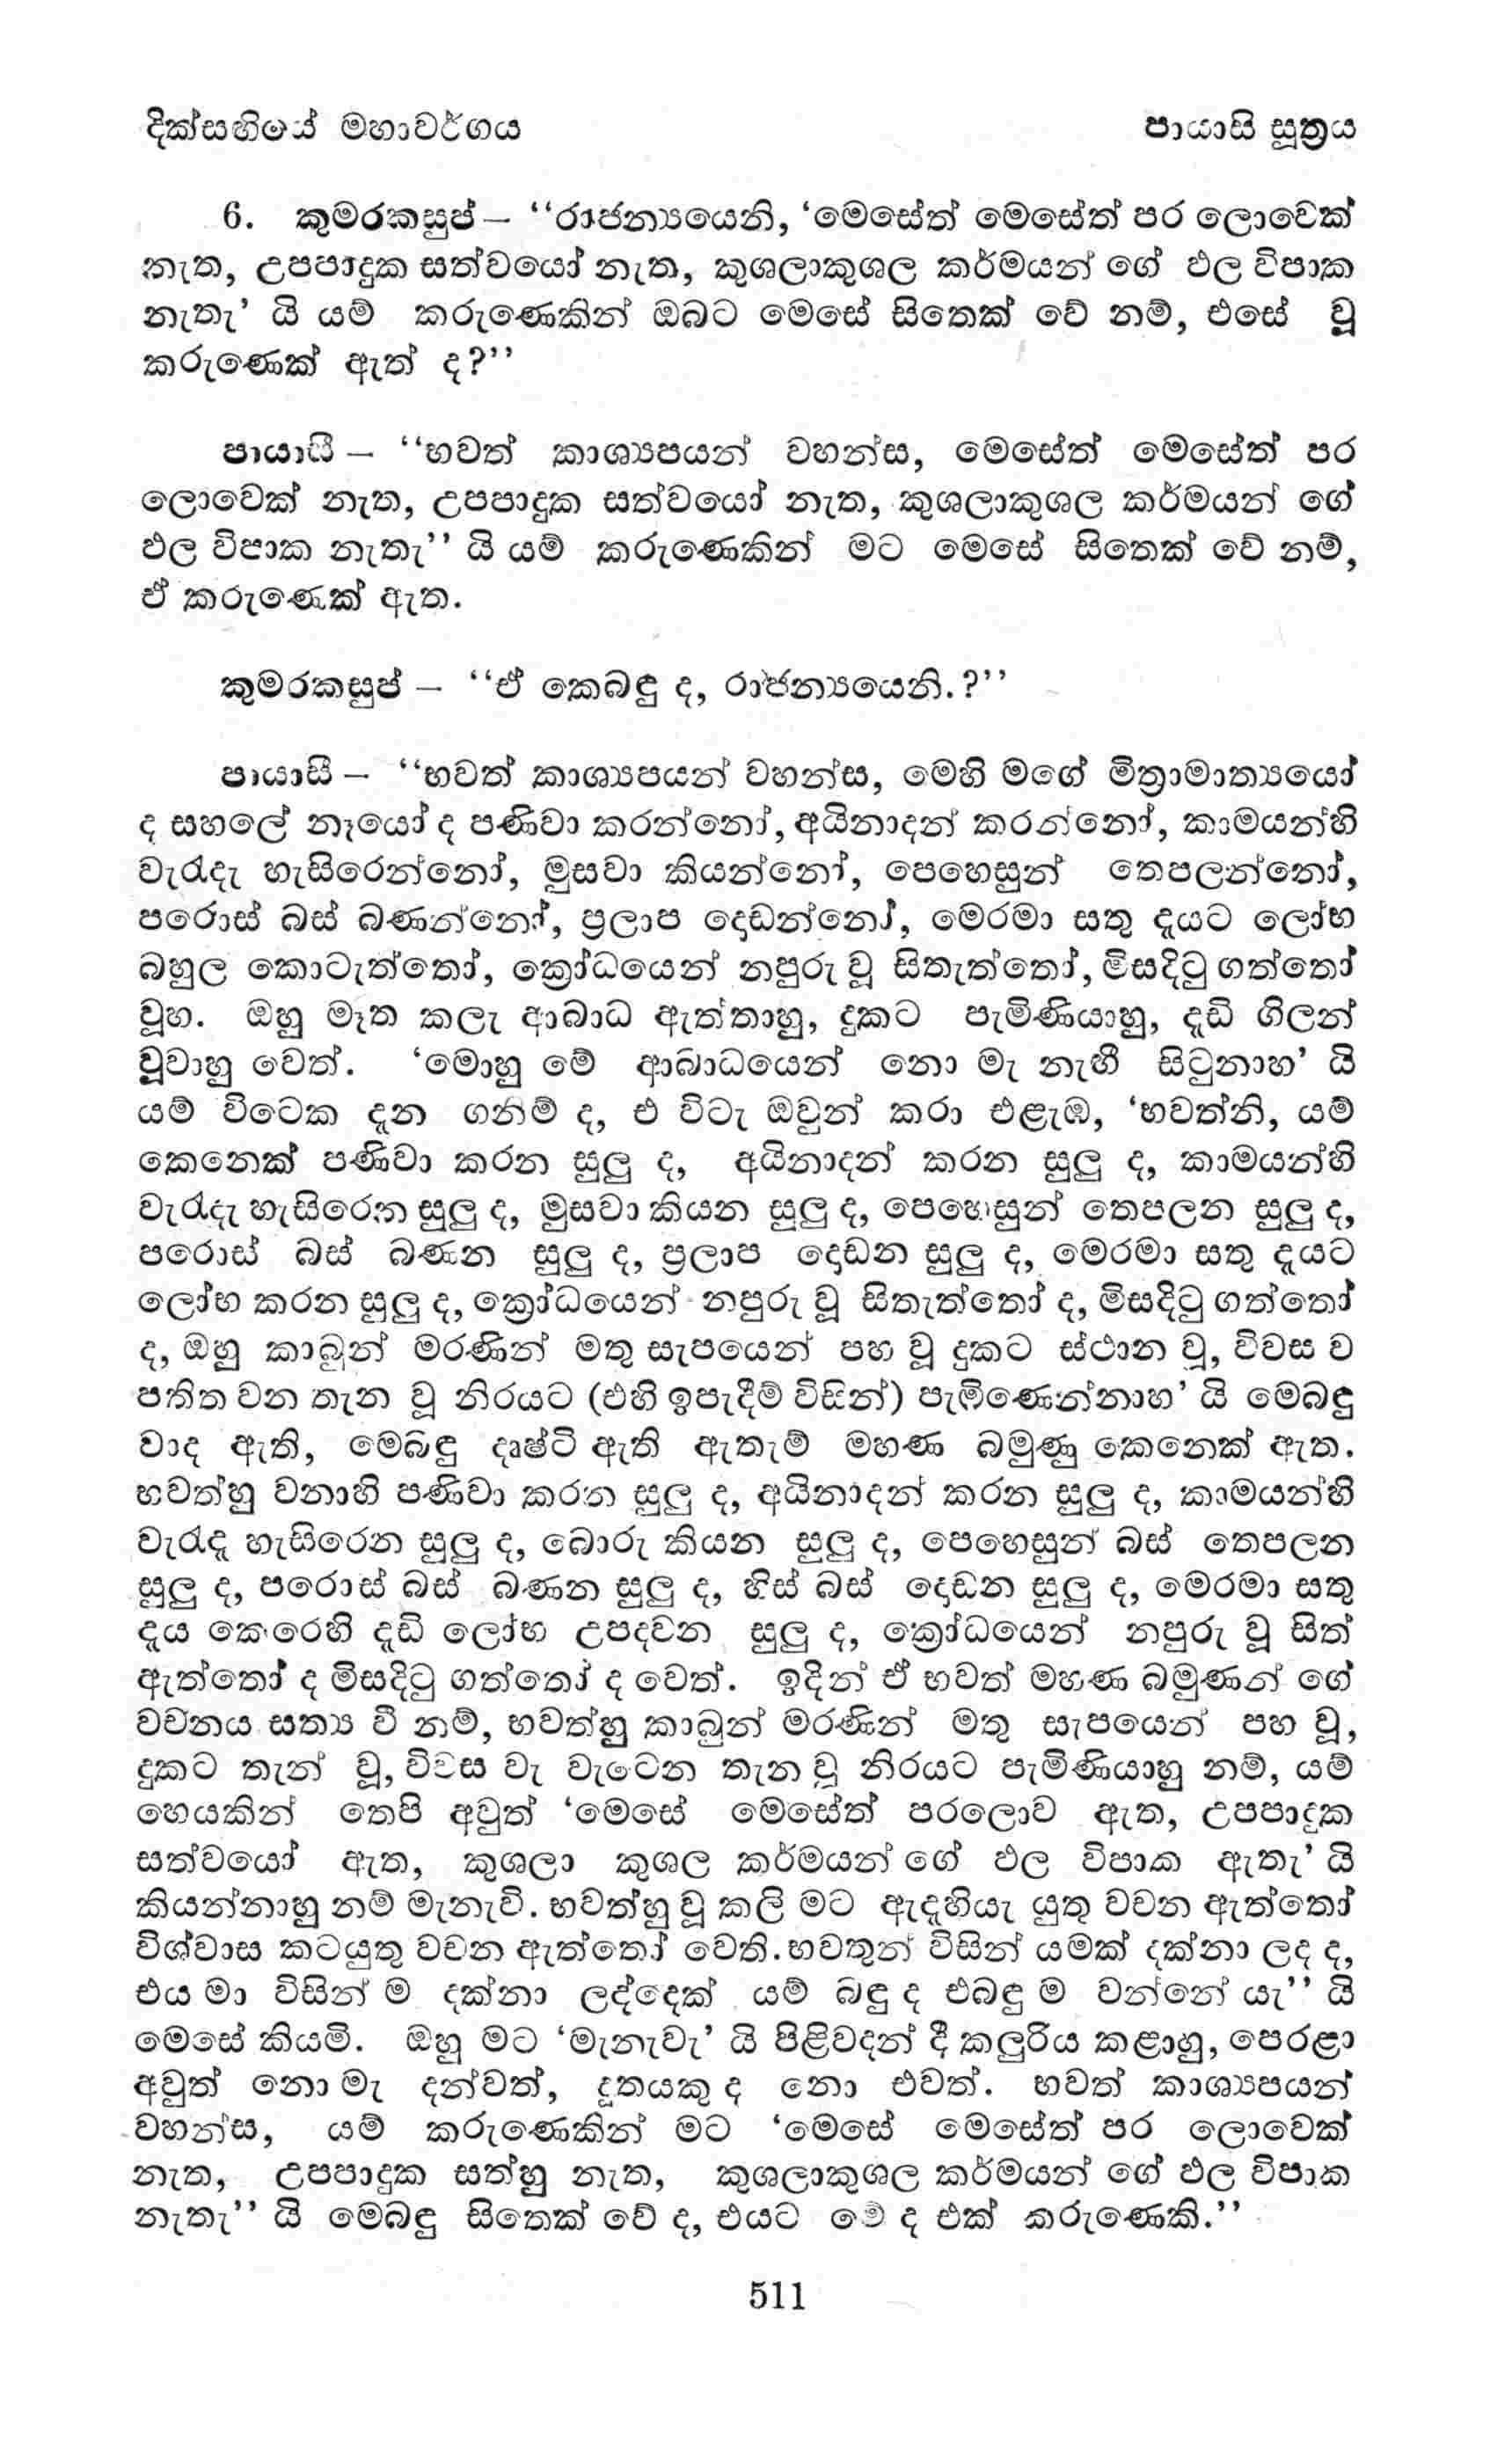 දික්සඟියේ මහාවර්ගය පායාසි සූත්‍රය
6. කුමරකසුප් — ‘‘රාජන්‍යයෙනි, ‘මෙසේත් මෙසේත් පර ලොවෙක්
නැත, උපපාදුක සත්වයෝ නැත, කුශලාකුශල කර්මයන් ගේ ඵල විපාක
නැතැ’ යි යම් කරුණෙකින් ඔබට මෙසේ සිතෙක් වේ නම්, එසේ වූ
කරුණෙක් ඇත් ද?’’
පායාසි — ‘‘භවත් කාශ්‍යපයන් වහන්ස, මෙසේත් මෙසේත් පර
ලොවෙක් නැත, උපපාදුක සත්වයෝ නැත, කුශලාකුශල කර්මයන් ගේ
ඵල විපාක නැතැ’’ යි යම් කරුණෙකින් මට මෙසේ සිතෙක් වේ නම්,
ඒ කරුණෙක් ඇත.
කුමරකසුප් — ‘‘ඒ කෙබඳු ද, රාජන්‍යයෙනි.?’’
පායාසි — ‘‘භවත් කාශ්‍යපයන් වහන්ස, මෙහි මගේ මිත්‍රාමාත්‍යයෝ
ද සහලේ නෑයෝ ද පණිවා කරන්නෝ, අයිනාදන් කරන්නෝ, කාමයන්හි
වැරැදැ හැසිරෙන්නෝ, මුසවා කියන්නෝ, පෙහෙසුන් තෙපලන්නෝ,
පරොස් බස් බණන්නෝ, ප්‍රලාප දොඩන්නෝ, මෙරමා සතු දැයට ලෝභ
බහුල කොටැත්තෝ, ක්‍රෝධයෙන් නපුරු වූ සිතැත්තෝ, මිසදිටු ගත්තෝ
වූහ. ඔහු මෑත කලැ ආබාධ ඇත්තාහු, දුකට පැමිණියාහු, දැඩි ගිලන්
වූවාහු වෙත්. ‘මොහු මේ ආබාධයෙන් නො මැ නැඟී සිටුනාහ’ යි
යම් විටෙක දැන ගනිම් ද, එ විටැ ඔවුන් කරා එළැඹ, ‘භවත්නි, යම්
කෙනෙක් පණිවා කරන සුලු ද, අයිනාදන් කරන සුලු ද, කාමයන්හි
වැරැදැ හැසිරෙන සුලු ද, මුසවා කියන සුලු ද, පෙහෙසුන් තෙපලන සුලු ද,
පරොස් බස් බණන සුලු ද, ප්‍රලාප දොඩන සුලු ද, මෙරමා සතු දැයට
ලෝභ කරන සුලු ද, ක්‍රෝධයෙන් නපුරු වූ සිතැත්තෝ ද, මිසදිටු ගත්තෝ
ද, ඔහු කාබුන් මරණින් මතු සැපයෙන් පහ වූ දුකට ස්ථාන වූ, විවස ව
පතිත වන තැන වූ නිරයට (එහි ඉපැදීම් විසින්) පැමිණෙන්නාහ’ යි මෙබඳු
වාද ඇති, මෙබඳු දෘෂ්ටි ඇති ඇතැම් මහණ බමුණු කෙනෙක් ඇත.
භවත්හු වනාහි පණිවා කරන සුලු ද, අයිනාදන් කරන සුලු ද, කාමයන්හි
වැරැදැ හැසිරෙන සුලු ද, බොරු කියන සුලු ද, පෙහෙසුන් බස් තෙපලන
සුලු ද, පරොස් බස් බණන සුලු ද, හිස් බස් දොඩන සුලු ද, මෙරමා සතු
දැය කෙරෙහි දැඩි ලෝභ උපදවන සුලු ද, ක්‍රෝධයෙන් නපුරු වූ සිත්
ඇත්තෝ ද මිසදිටු ගත්තෝ ද වෙත්. ඉදින් ඒ භවත් මහණ බමුණන් ගේ
වචනය සත්‍ය වී නම්, භවත්හු කාබුන් මරණින් මතු සැපයෙන් පහ වූ,
දුකට තැන් වූ, විවස වැ වැටෙන තැන වූ නිරයට පැමිණියාහු නම්, යම්
හෙයකින් තෙපි අවුත් ‘මෙසේ මෙසේත් පරලොව ඇත, උපපාදුක
සත්වයෝ ඇත, කුශලා කුශල කර්මයන් ගේ ඵල විපාක ඇතැ’ යි
කියන්නාහු නම් මැනැවි. භවත්හු වූ කලි මට ඇදැහියැ යුතු වචන ඇත්තෝ
විශ්වාස කටයුතු වචන ඇත්තෝ වෙති. භවතුන් විසින් යමක් දක්නා ලද ද,
එය මා විසින් ම දක්නා ලද්දෙක් යම් බඳු ද එබඳු ම වන්නේ යැ’’ යි
මෙසේ කියමි. ඔහු මට ‘මැනැවැ’ යි පිළිවදන් දී කලුරිය කළාහු, පෙරළා
අවුත් නො මැ දන්වත්, දූතයකු ද නො එවත්. භවත් කාශ්‍යපයන්
වහන්ස, යම් කරුණෙකින් මට ‘මෙසේ මෙසේත් පර ලොවෙක්
නැත, උපපාදුක සත්හු නැත, කුශලාකුශල කර්මයන් ගේ ඵල විපාක
නැතැ’’ යි මෙබඳු සිතෙක් වේ ද, එයට මේ ද එක් කරුණෙකි.’’
511